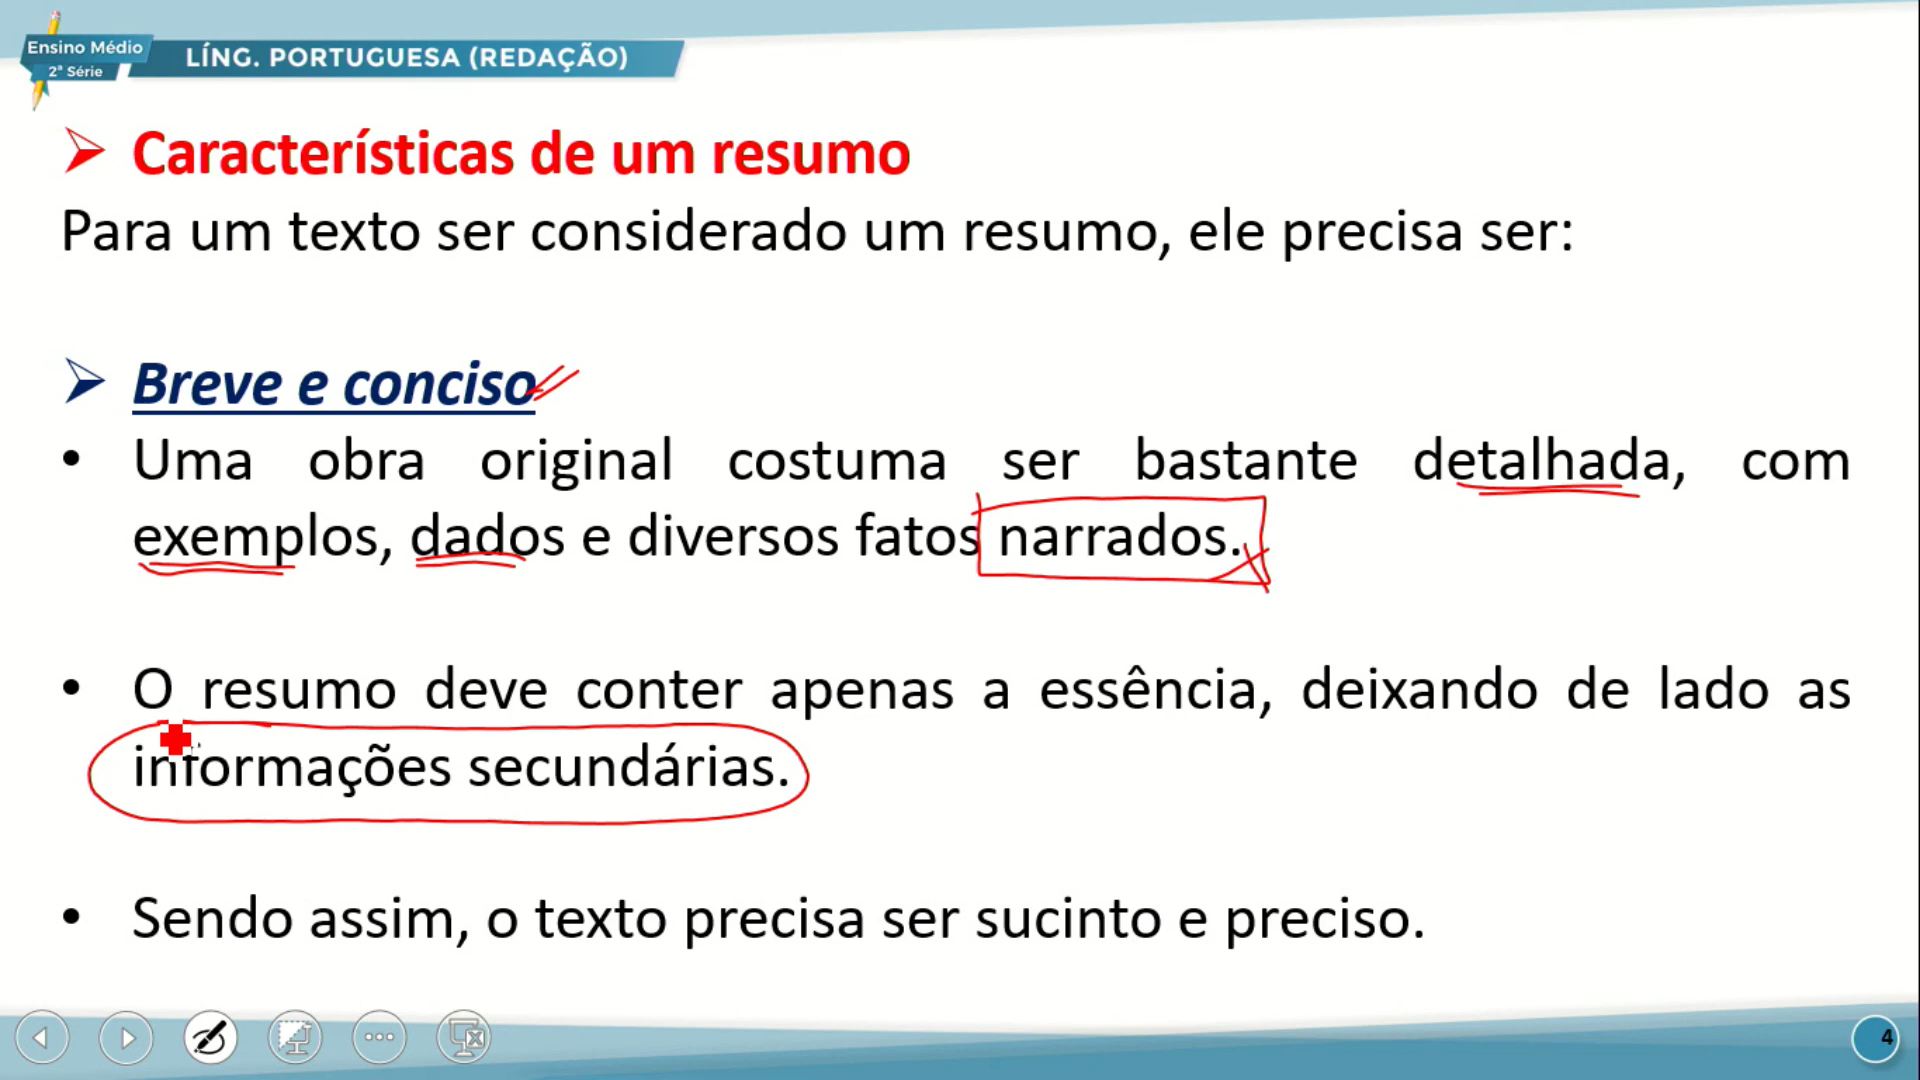 Ensino Médio
2ª Série
LÍNG. PORTUGUESA (REDAÇÃO)
Características de um resumo
Para um texto ser considerado um resumo, ele precisa ser:
Breve e conciso
• Uma obra original costuma ser bastante detalhada, com
exemplos, dados e diversos fatos narrados.
• O resumo deve conter apenas a essência, deixando de lado as
informações secundárias.
• Sendo assim, o texto precisa ser sucinto e preciso.
4